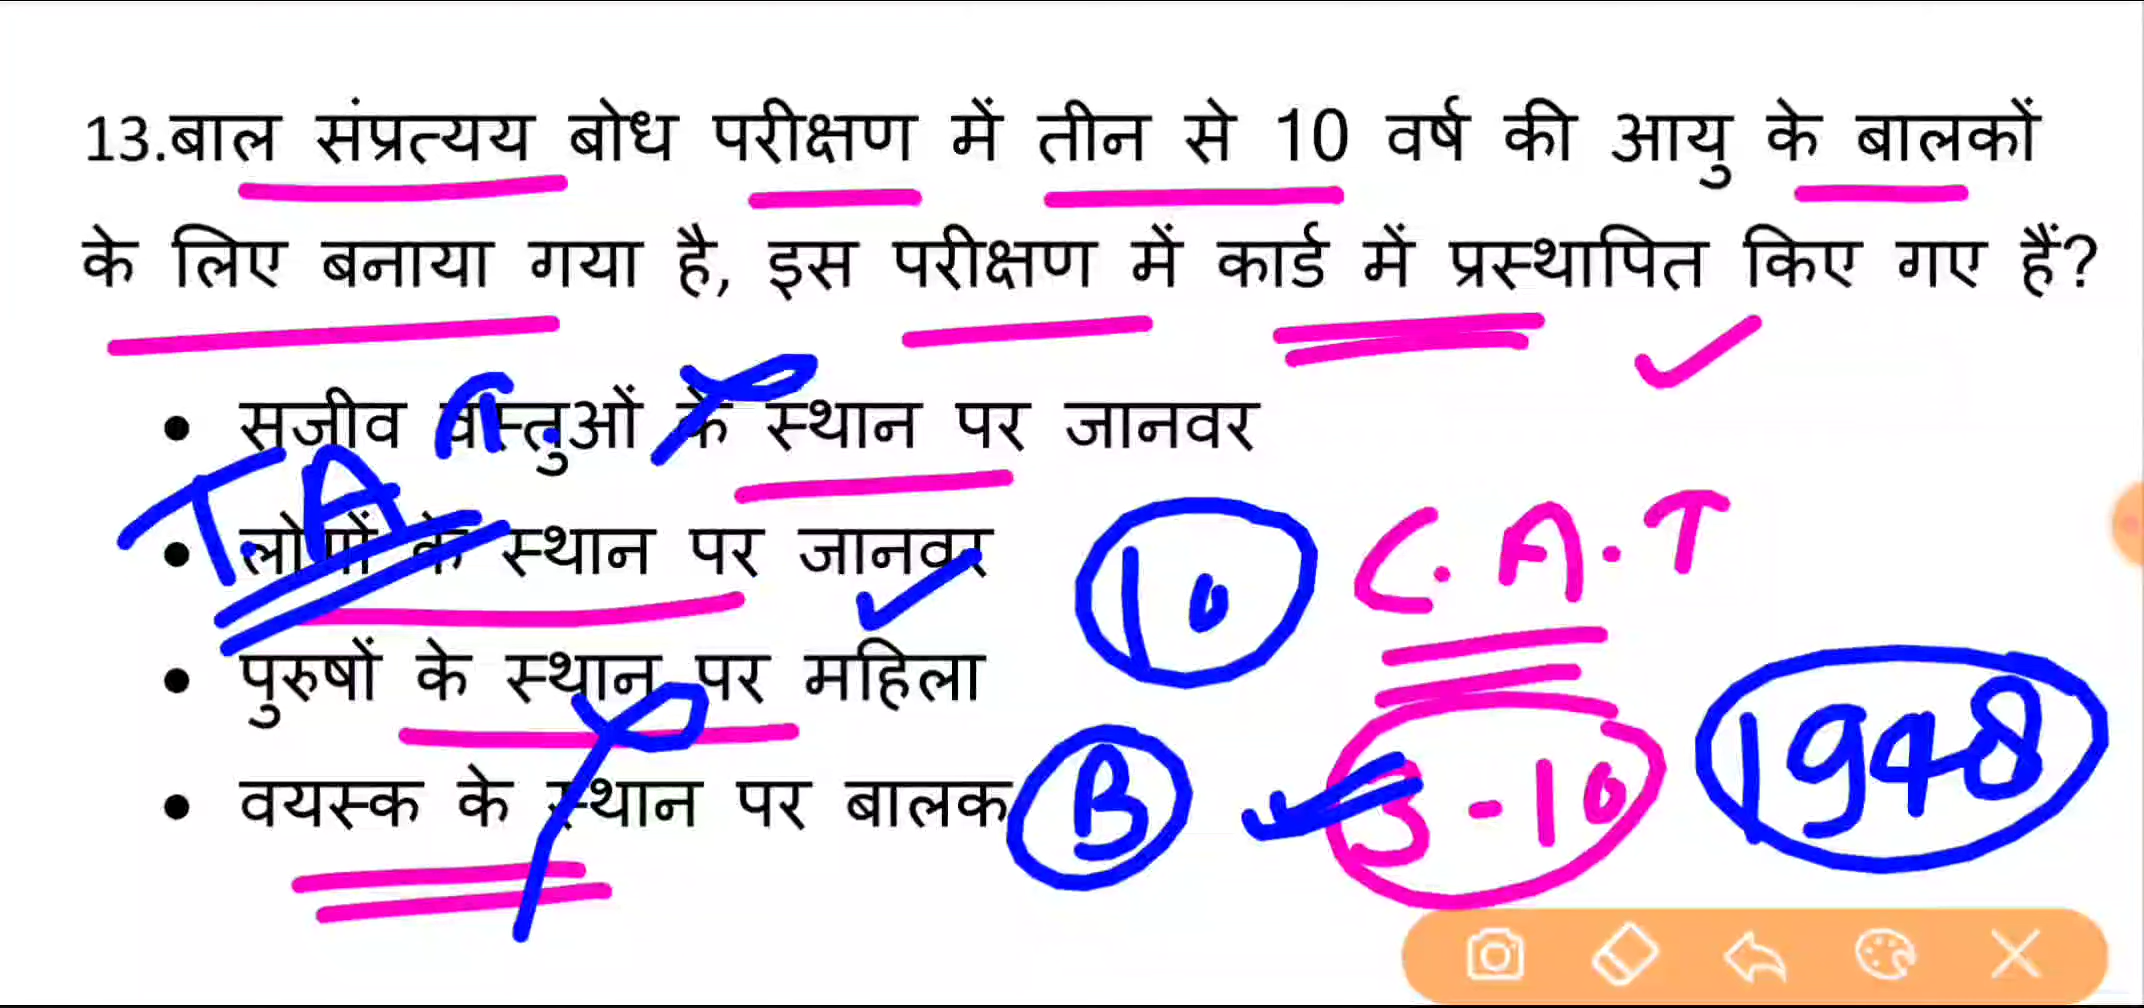 13.बाल संप्रत्यय बोध परीक्षण में तीन से 10 वर्ष की आयु के बालकों
के लिए बनाया गया है, इस परीक्षण में कार्ड में प्रस्थापित किए गए हैं?
• सजीव वस्तुओं के स्थान पर जानवर
T.A
• लोगों के स्थान पर जानवर
10 C.A.T
• पुरुषों के स्थान पर महिला
• वयस्क के स्थान पर बालक
B 3-10 1948